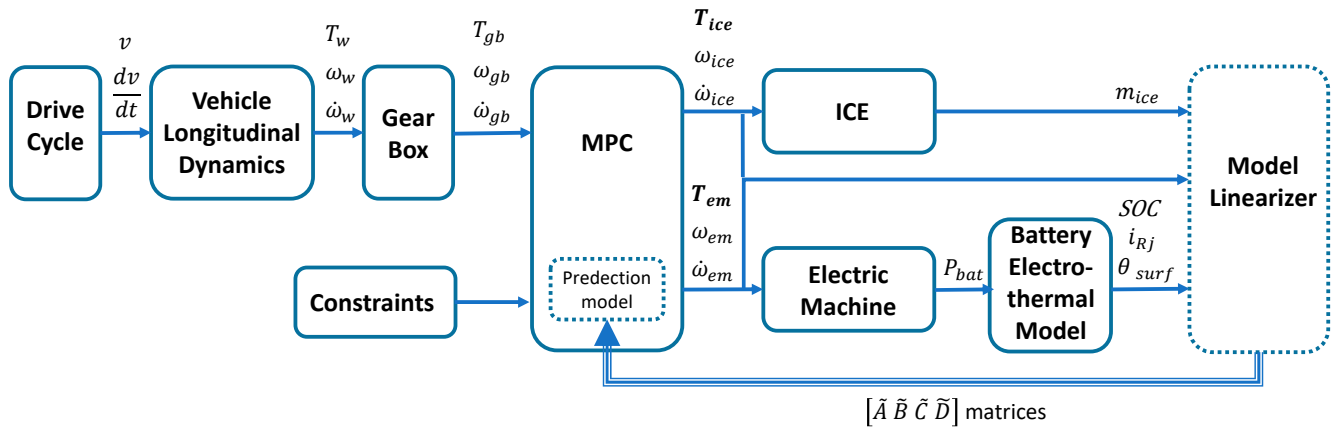 v
dv
dt
T_w
ω_w
ω̇_w
T_gb
ω_gb
ω̇_gb
T_ice
ω_ice
ω̇_ice
m_ice
Drive
Cycle
Vehicle
Longitudinal
Dynamics
Gear
Box
MPC
ICE
Model
Linearizer
T_em
ω_em
ω̇_em
Predection
model
Constraints
Electric
Machine
P_bat
Battery
Electro-
thermal
Model
SOC
i_Rj
θ_surf
[Ã B̃ C̃ D̃] matrices